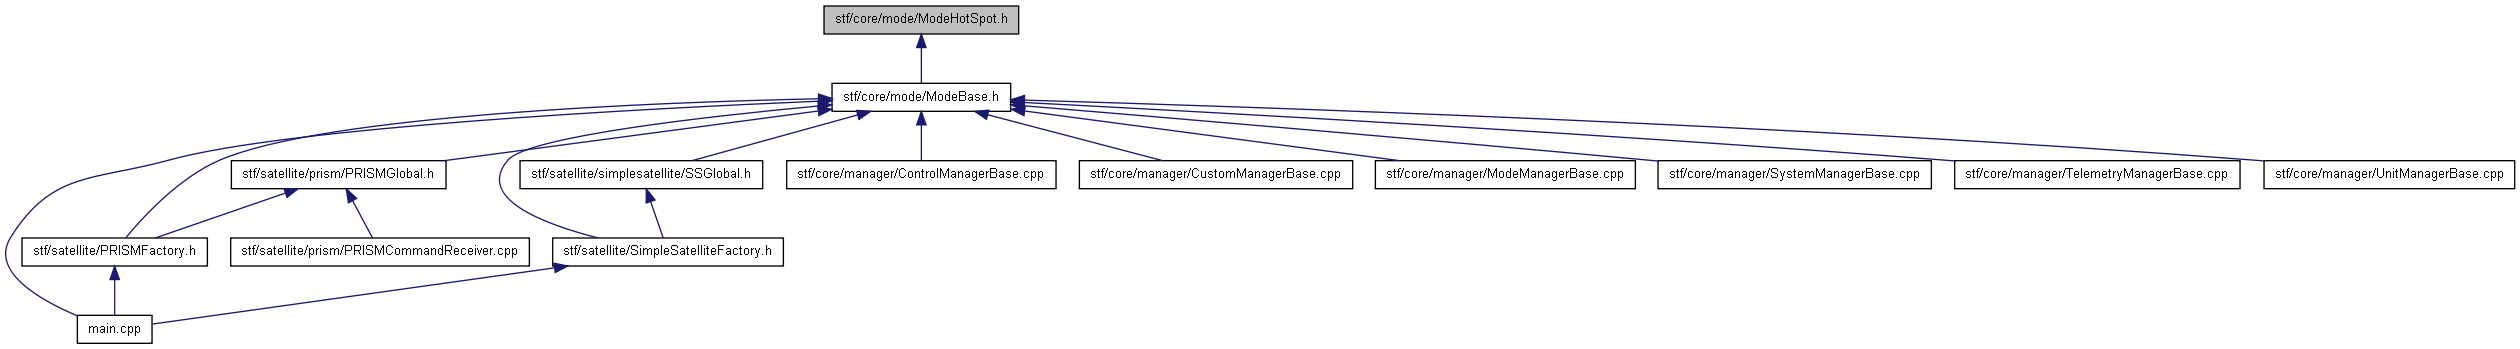 stf/core/mode/ModeHotSpot.h
stf/core/mode/ModeBase.h
stf/satellite/prism/PRISMGlobal.h
stf/satellite/simplesatellite/SSGlobal.h
stf/core/manager/ControlManagerBase.cpp
stf/core/manager/CustomManagerBase.cpp
stf/core/manager/ModeManagerBase.cpp
stf/core/manager/SystemManagerBase.cpp
stf/core/manager/TelemetryManagerBase.cpp
stf/core/manager/UnitManagerBase.cpp
stf/satellite/PRISMFactory.h
stf/satellite/prism/PRISMCommandReceiver.cpp
stf/satellite/SimpleSatelliteFactory.h
main.cpp